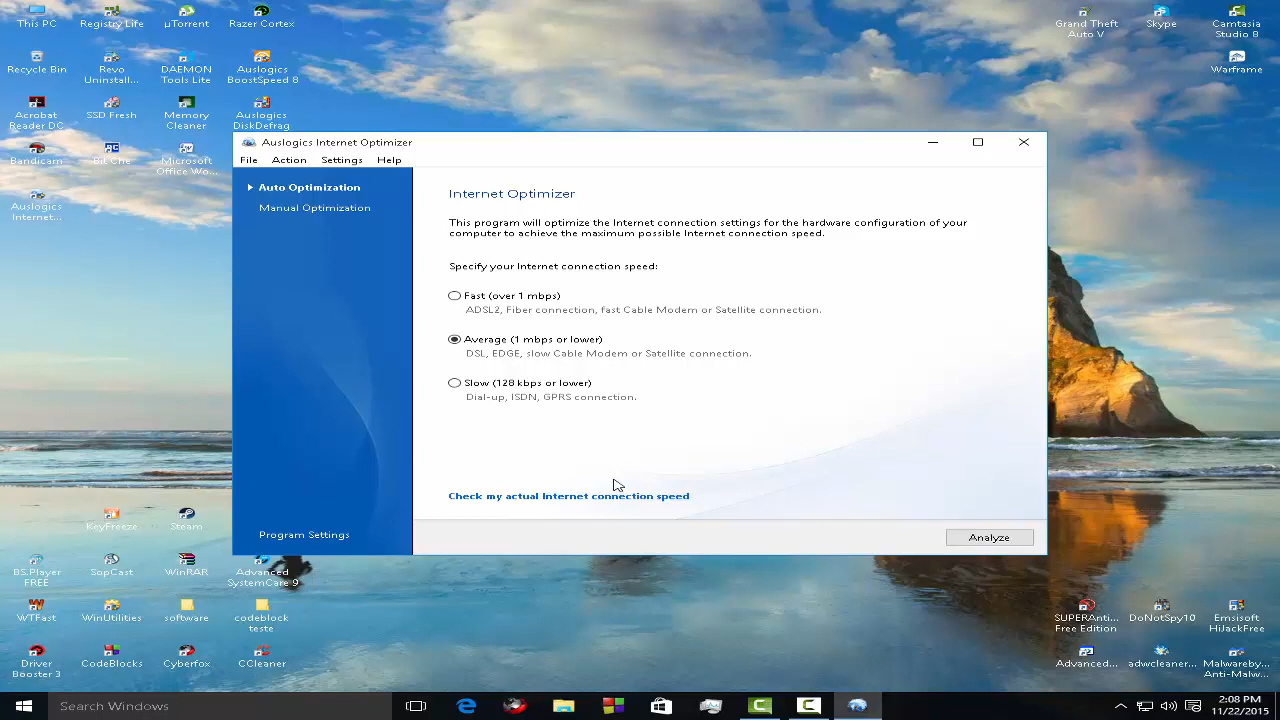 This PC
Registry Life
µTorrent
Razer Cortex
Grand Theft
Auto V
Skype
Camtasia
Studio 8
Recycle Bin
Revo
Uninstall...
DAEMON
Tools Lite
Auslogics
BoostSpeed 8
Warframe
Acrobat
Reader DC
SSD Fresh
Memory
Cleaner
Auslogics
DiskDefrag
Bandicam
Bit Che
Microsoft
Office Wo...
Auslogics
Internet...
Auslogics Internet Optimizer
File Action Settings Help
Auto Optimization
Manual Optimization
Internet Optimizer
This program will optimize the Internet connection settings for the hardware configuration of your
computer to achieve the maximum possible Internet connection speed.
Specify your Internet connection speed:
Fast (over 1 mbps)
ADSL2, Fiber connection, fast Cable Modem or Satellite connection.
Average (1 mbps or lower)
DSL, EDGE, slow Cable Modem or Satellite connection.
Slow (128 kbps or lower)
Dial-up, ISDN, GPRS connection.
Check my actual Internet connection speed
Program Settings
Analyze
KeyFreeze
Steam
BS.Player
FREE
SopCast
WinRAR
Advanced
SystemCare 9
WTFast
WinUtilities
software
codeblock
teste
SUPERAnti...
Free Edition
DoNotSpy10
Emsisoft
HiJackFree
Driver
Booster 3
CodeBlocks
Cyberfox
CCleaner
Advanced...
adwcleaner...
Malwareby...
Anti-Malw...
Search Windows
2:08 PM
11/22/2015